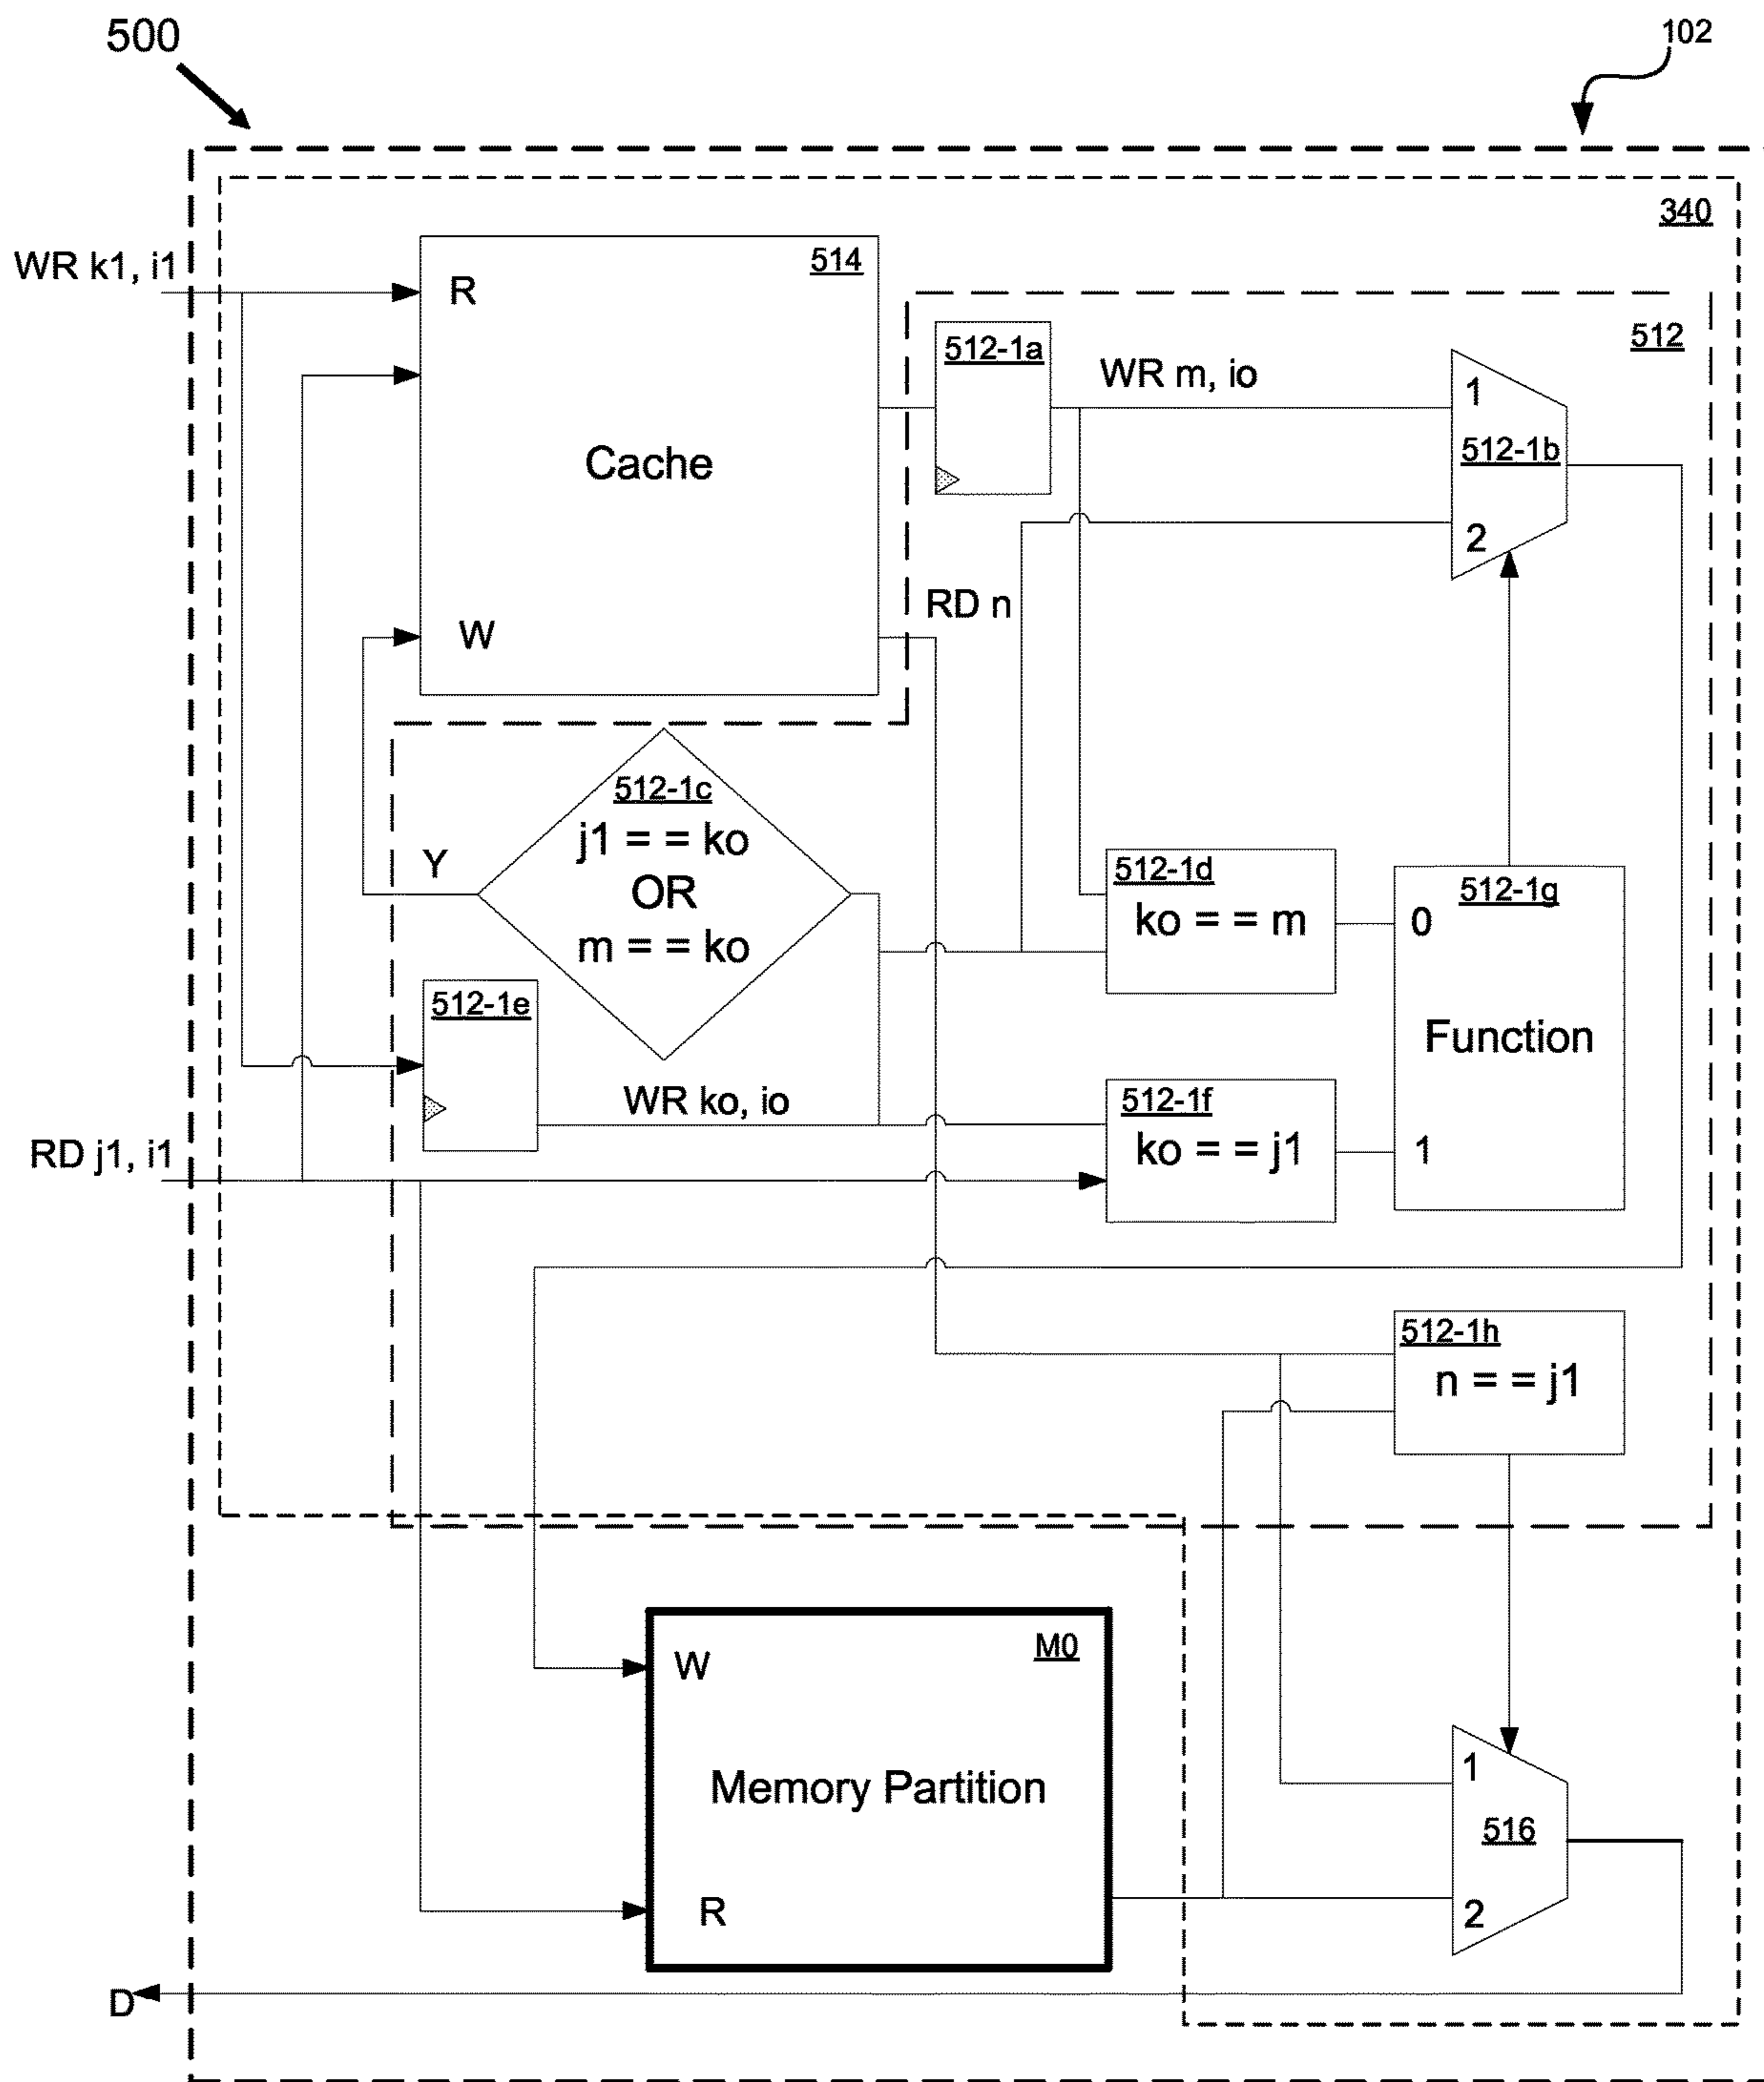 500
102
340
WR k1, i1
514
R
512-1a
512
WR m, io
1
512-1b
Cache
2
RD n
W
512-1c
j1 = = ko
OR
m = = ko
Y
512-1d
ko = = m
512-1g
0
Function
1
512-1e
WR ko, io
512-1f
ko = = j1
RD j1, i1
512-1h
n = = j1
M0
W
Memory Partition
R
1
516
2
D